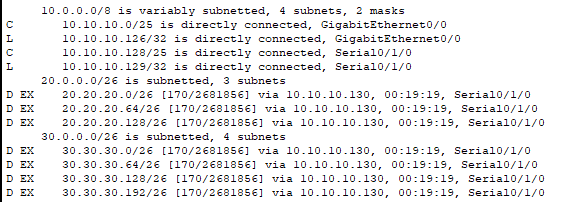 10.0.0.0/8 is variably subnetted, 4 subnets, 2 masks
C 10.10.10.0/25 is directly connected, GigabitEthernet0/0
L 10.10.10.126/32 is directly connected, GigabitEthernet0/0
C 10.10.10.128/25 is directly connected, Serial0/1/0
L 10.10.10.129/32 is directly connected, Serial0/1/0
20.0.0.0/26 is subnetted, 3 subnets
D EX 20.20.20.0/26 [170/2681856] via 10.10.10.130, 00:19:19, Serial0/1/0
D EX 20.20.20.64/26 [170/2681856] via 10.10.10.130, 00:19:19, Serial0/1/0
D EX 20.20.20.128/26 [170/2681856] via 10.10.10.130, 00:19:19, Serial0/1/0
30.0.0.0/26 is subnetted, 4 subnets
D EX 30.30.30.0/26 [170/2681856] via 10.10.10.130, 00:19:19, Serial0/1/0
D EX 30.30.30.64/26 [170/2681856] via 10.10.10.130, 00:19:19, Serial0/1/0
D EX 30.30.30.128/26 [170/2681856] via 10.10.10.130, 00:19:19, Serial0/1/0
D EX 30.30.30.192/26 [170/2681856] via 10.10.10.130, 00:19:19, Serial0/1/0